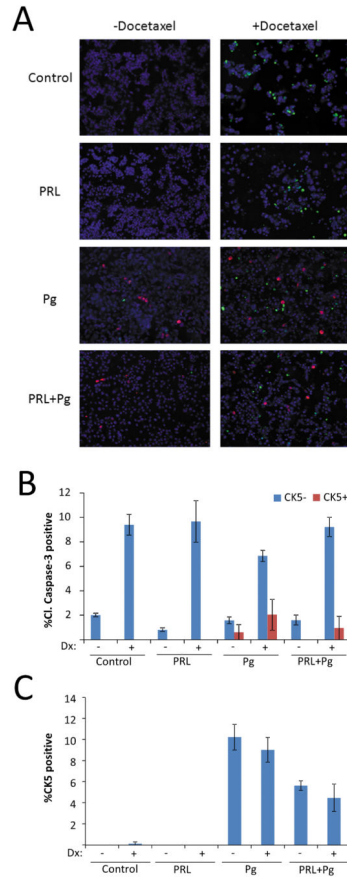 A
-Docetaxel +Docetaxel
Control
PRL
Pg
PRL+Pg
B
%Cl. Caspase-3 positive
12
10
8
6
4
2
CK5- CK5+
Dx: - + - + - + - +
Control PRL Pg PRL+Pg
C
%CK5 positive
12
10
8
6
4
2
0
Dx: - + - + - + - +
Control PRL Pg PRL+Pg